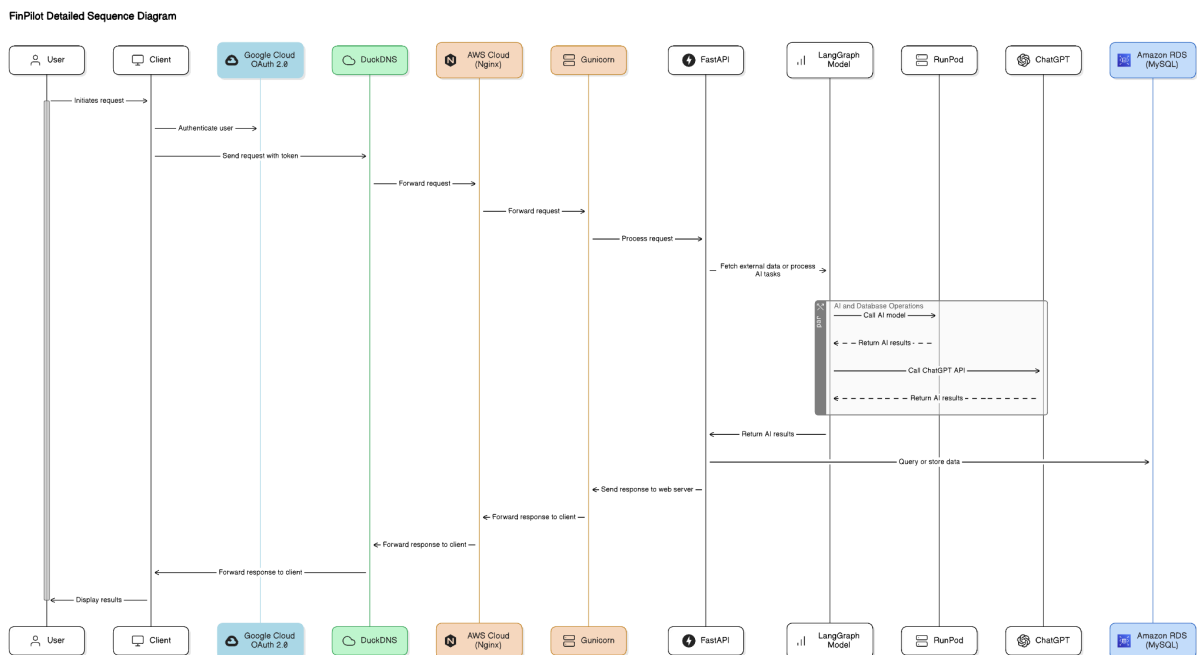 FinPilot Detailed Sequence Diagram
User
Client
Google Cloud
OAuth 2.0
DuckDNS
AWS Cloud
(Nginx)
Gunicorn
FastAPI
LangGraph
Model
RunPod
ChatGPT
Amazon RDS
(MySQL)
Initiates request
Authenticate user
Send request with token
Forward request
Forward request
Process request
Fetch external data or process
AI tasks
par
AI and Database Operations
Call AI model
Return AI results
Call ChatGPT API
Return AI results
Return AI results
Query or store data
Send response to web server
Forward response to client
Forward response to client
Forward response to client
Display results
User
Client
Google Cloud
OAuth 2.0
DuckDNS
AWS Cloud
(Nginx)
Gunicorn
FastAPI
LangGraph
Model
RunPod
ChatGPT
Amazon RDS
(MySQL)